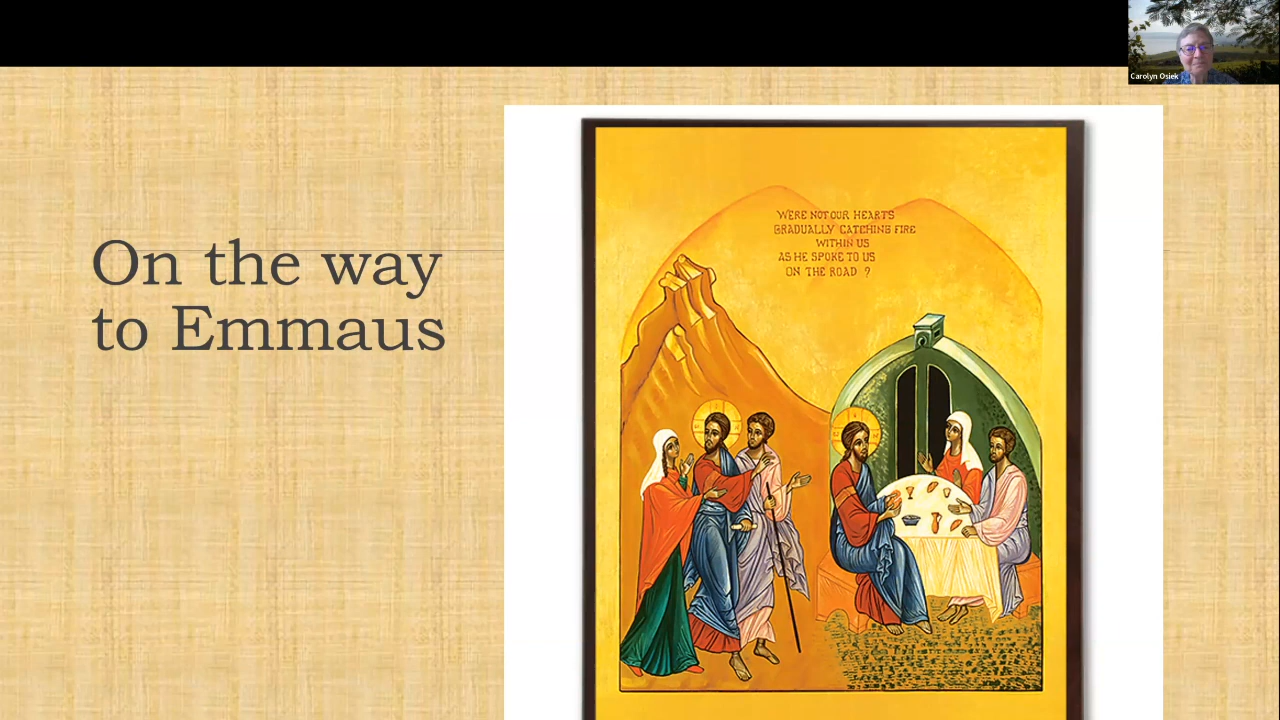 Carolyn Osiek
On the way
to Emmaus
WERE NOT OUR HEARTS
GRADUALLY CATCHING FIRE
WITHIN US
AS HE SPOKE TO US
ON THE ROAD ?